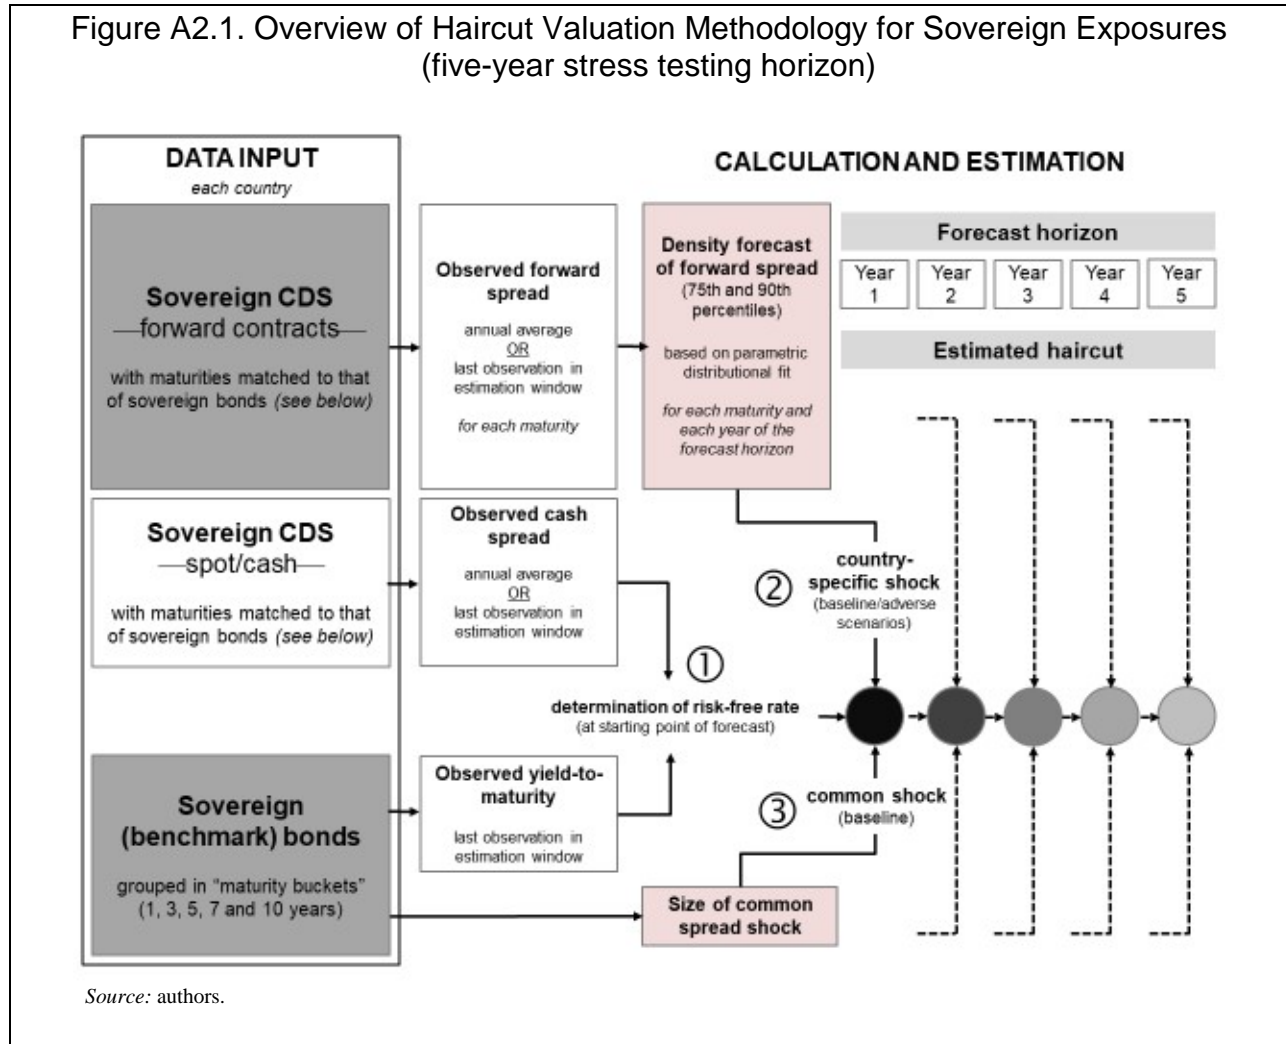 Figure A2.1. Overview of Haircut Valuation Methodology for Sovereign Exposures
(five-year stress testing horizon)
DATA INPUT
each country
Sovereign CDS
forward contracts
with maturities matched to that
of sovereign bonds (see below)
Observed forward
spread
annual average
OR
last observation in
estimation window
for each maturity
CALCULATION AND ESTIMATION
Density forecast
of forward spread
(75th and 90th
percentiles)
based on parametric
distributional fit
for each maturity and
each year of the
forecast horizon
Forecast horizon
Year
1
Year
2
Year
3
Year
4
Year
5
Estimated haircut
Sovereign CDS
spot/cash
with maturities matched to that
of sovereign bonds (see below)
Observed cash
spread
annual average
OR
last observation in
estimation window
②
country-
specific shock
(baseline/adverse
scenarios)
①
determination of risk-free rate
(at starting point of forecast)
Sovereign
(benchmark) bonds
grouped in “maturity buckets”
(1, 3, 5, 7 and 10 years)
Observed yield-to-
maturity
last observation in
estimation window
③
common shock
(baseline)
Size of common
spread shock
Source: authors.